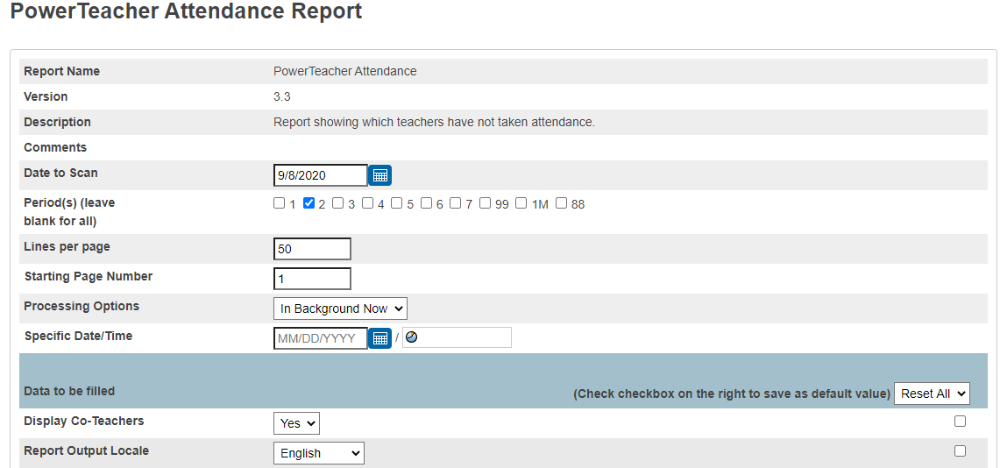 PowerTeacher Attendance Report
Report Name PowerTeacher Attendance
Version 3.3
Description Report showing which teachers have not taken attendance.
Comments
Date to Scan 9/8/2020
Period(s) (leave blank for all) 1 2 3 4 5 6 7 99 1M 88
Lines per page 50
Starting Page Number 1
Processing Options In Background Now
Specific Date/Time MM/DD/YYYY /
Data to be filled (Check checkbox on the right to save as default value) Reset All
Display Co-Teachers Yes
Report Output Locale English